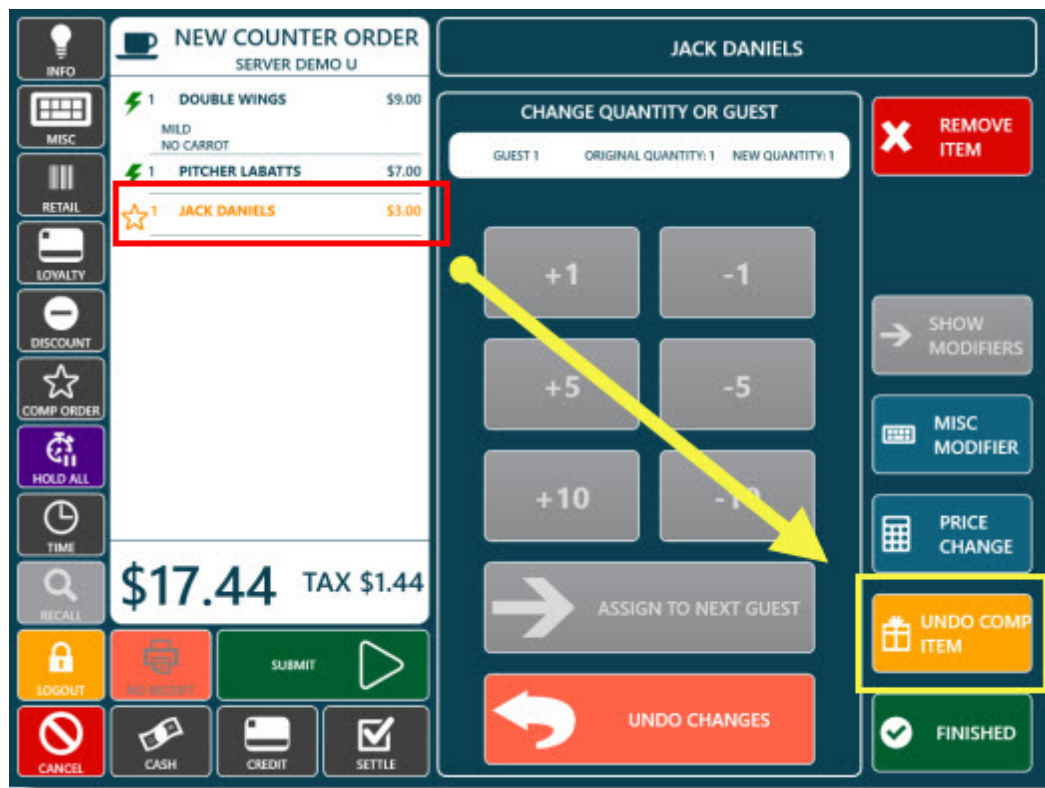 INFO
MISC
RETAIL
LOYALTY
DISCOUNT
COMP ORDER
HOLD ALL
TIME
RECALL
LOGOUT
CANCEL
NEW COUNTER ORDER
SERVER DEMO U
1 DOUBLE WINGS $9.00
MILD
NO CARROT
1 PITCHER LABATTS $7.00
1 JACK DANIELS $3.00
$17.44 TAX $1.44
NO RECEIPT
SUBMIT
CASH
CREDIT
SETTLE
JACK DANIELS
CHANGE QUANTITY OR GUEST
GUEST 1 ORIGINAL QUANTITY: 1 NEW QUANTITY: 1
+1 -1
+5 -5
+10 -10
ASSIGN TO NEXT GUEST
UNDO CHANGES
REMOVE
ITEM
SHOW
MODIFIERS
MISC
MODIFIER
PRICE
CHANGE
UNDO COMP
ITEM
FINISHED